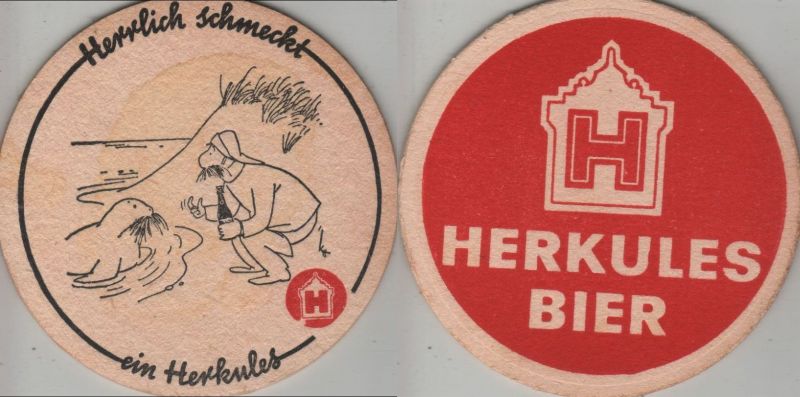 Herrlich schmeckt
H
ein Herkules
H
HERKULES
BIER